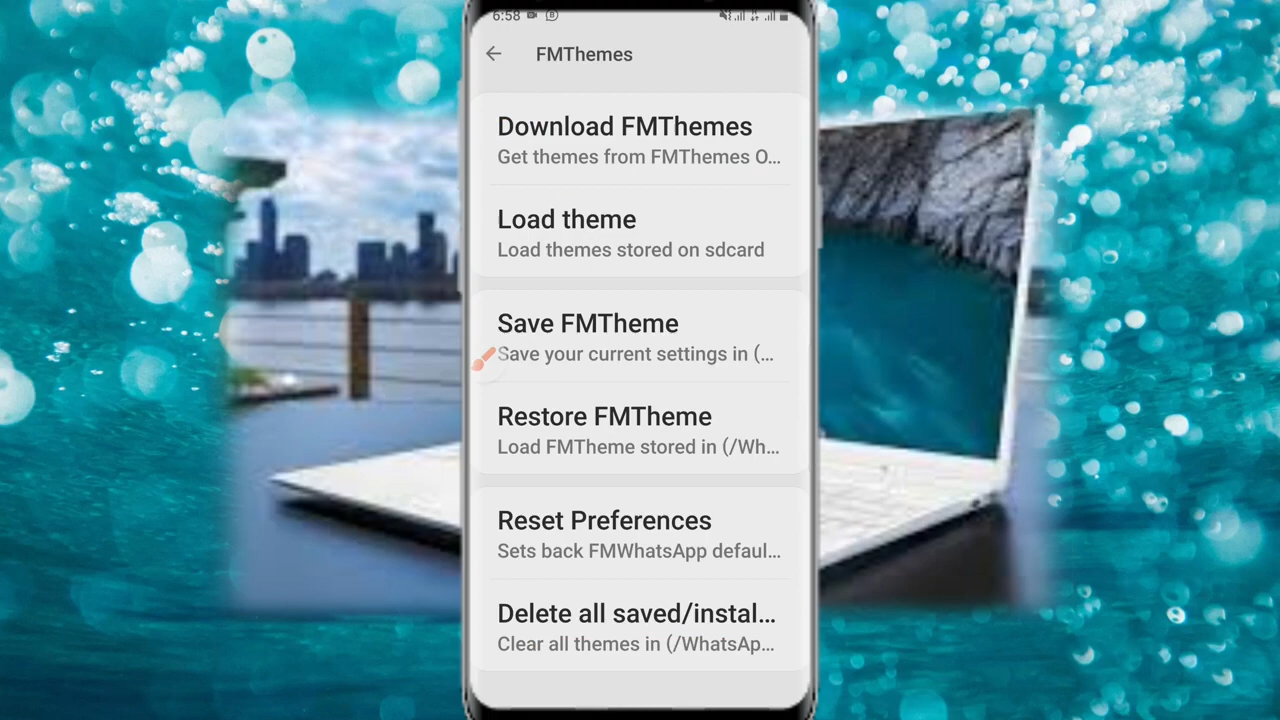 6:58
FMThemes
Download FMThemes
Get themes from FMThemes O...
Load theme
Load themes stored on sdcard
Save FMTheme
Save your current settings in (...
Restore FMTheme
Load FMTheme stored in (/Wh...
Reset Preferences
Sets back FMWhatsApp defaul...
Delete all saved/instal...
Clear all themes in (/WhatsAp...